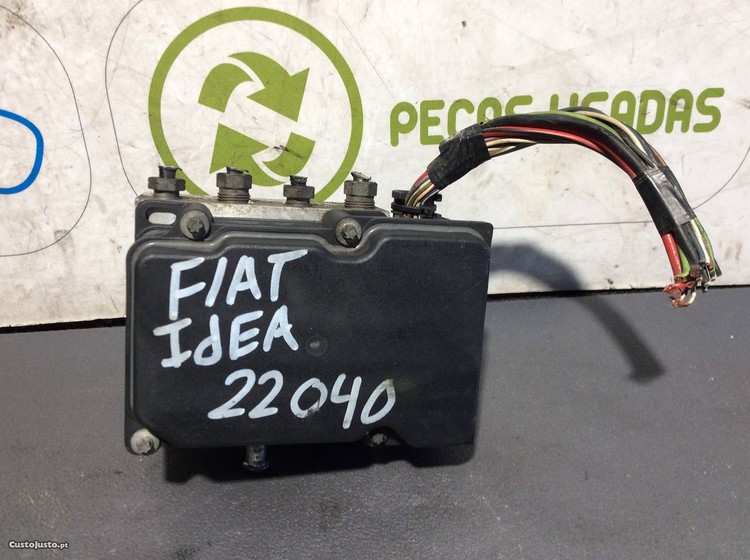 PEÇAS USADAS
FIAT
IdEA
22040
CustoJusto.pt